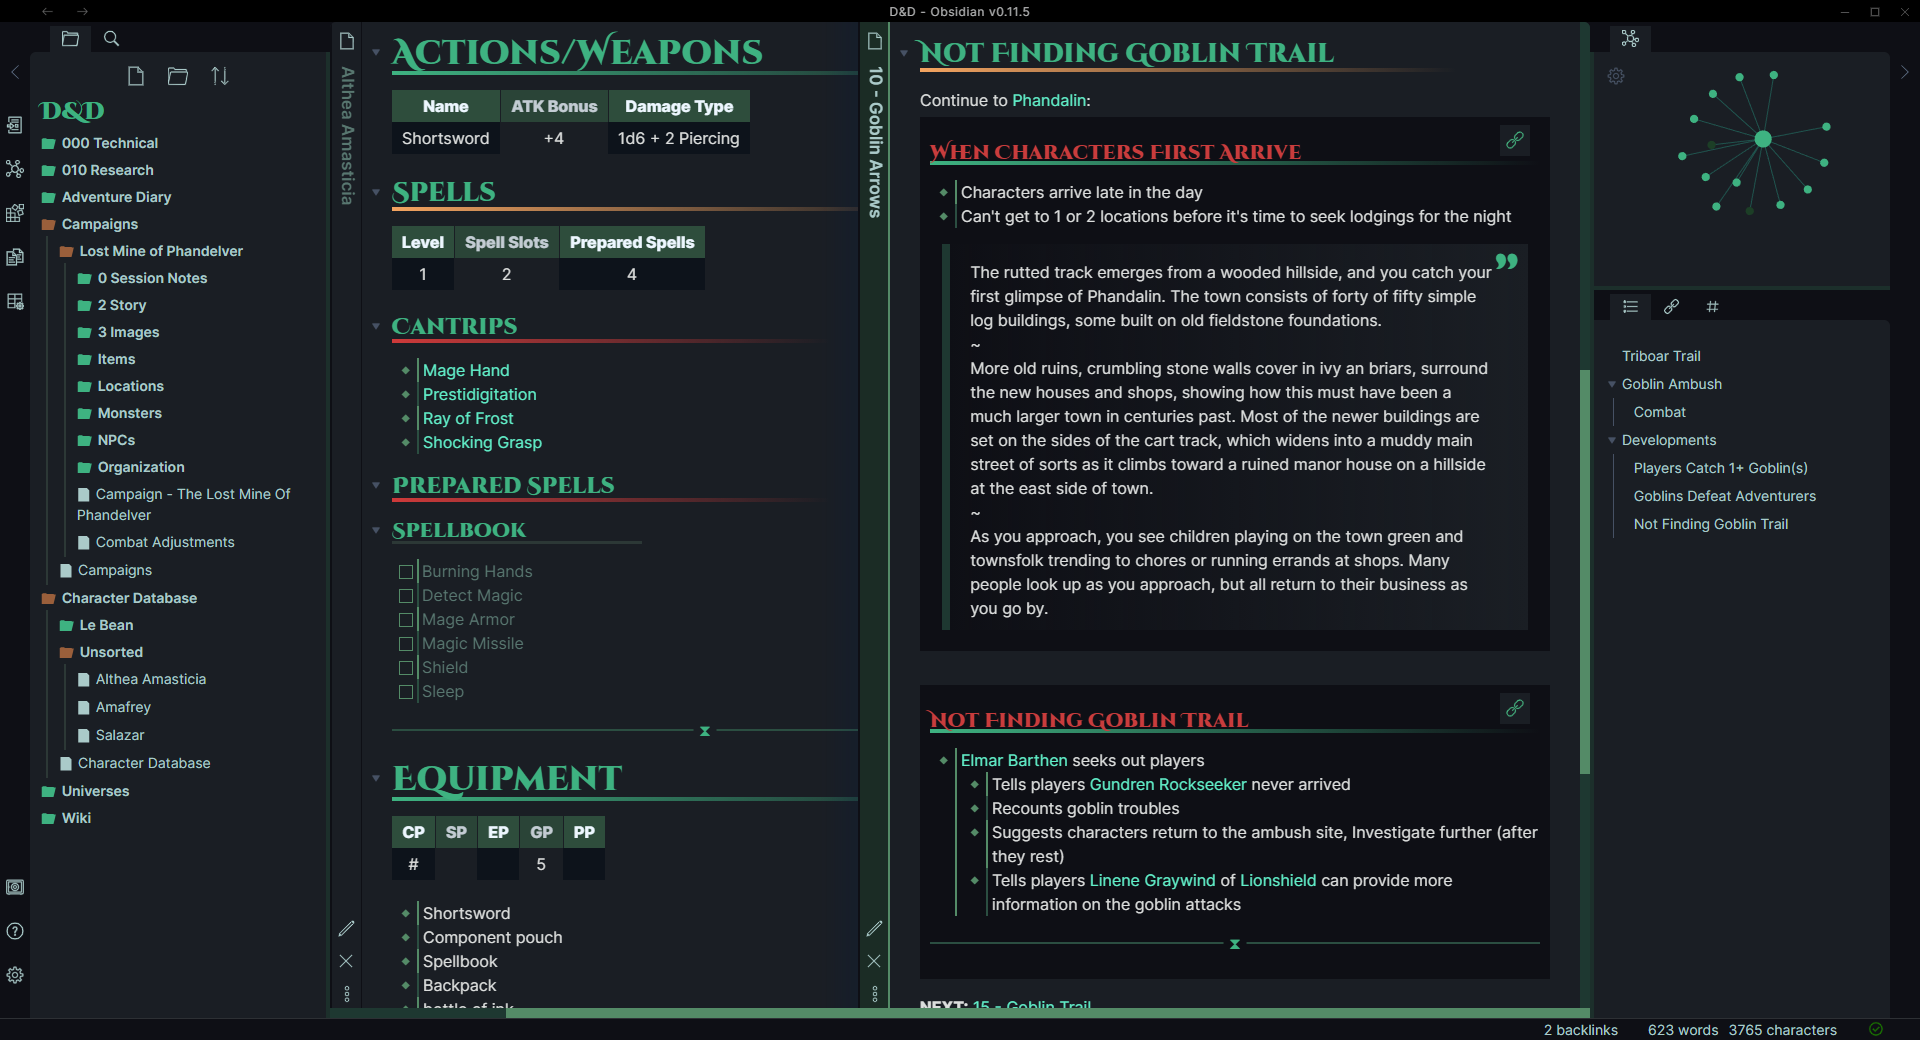 D&D - Obsidian v0.11.5
D&D
000 Technical
010 Research
Adventure Diary
Campaigns
Lost Mine of Phandelver
0 Session Notes
2 Story
3 Images
Items
Locations
Monsters
NPCs
Organization
Campaign - The Lost Mine Of
Phandelver
Combat Adjustments
Campaigns
Character Database
Le Bean
Unsorted
Althea Amasticia
Amafrey
Salazar
Character Database
Universes
Wiki
Althea Amasticia
Actions/Weapons
Name ATK Bonus Damage Type
Shortsword +4 1d6 + 2 Piercing
Spells
Level Spell Slots Prepared Spells
1 2 4
Cantrips
Mage Hand
Prestidigitation
Ray of Frost
Shocking Grasp
Prepared Spells
Spellbook
Burning Hands
Detect Magic
Mage Armor
Magic Missile
Shield
Sleep
Equipment
CP SP EP GP PP
# 5
Shortsword
Component pouch
Spellbook
Backpack
bottle of ink
10 - Goblin Arrows
Not Finding Goblin Trail
Continue to Phandalin:
When Characters First Arrive
Characters arrive late in the day
Can't get to 1 or 2 locations before it's time to seek lodgings for the night
The rutted track emerges from a wooded hillside, and you catch your
first glimpse of Phandalin. The town consists of forty of fifty simple
log buildings, some built on old fieldstone foundations.
~
More old ruins, crumbling stone walls cover in ivy an briars, surround
the new houses and shops, showing how this must have been a
much larger town in centuries past. Most of the newer buildings are
set on the sides of the cart track, which widens into a muddy main
street of sorts as it climbs toward a ruined manor house on a hillside
at the east side of town.
~
As you approach, you see children playing on the town green and
townsfolk trending to chores or running errands at shops. Many
people look up as you approach, but all return to their business as
you go by.
Not Finding Goblin Trail
Elmar Barthen seeks out players
Tells players Gundren Rockseeker never arrived
Recounts goblin troubles
Suggests characters return to the ambush site, Investigate further (after
they rest)
Tells players Linene Graywind of Lionshield can provide more
information on the goblin attacks
NEXT: 15 - Goblin Trail
Triboar Trail
Goblin Ambush
Combat
Developments
Players Catch 1+ Goblin(s)
Goblins Defeat Adventurers
Not Finding Goblin Trail
2 backlinks 623 words 3765 characters